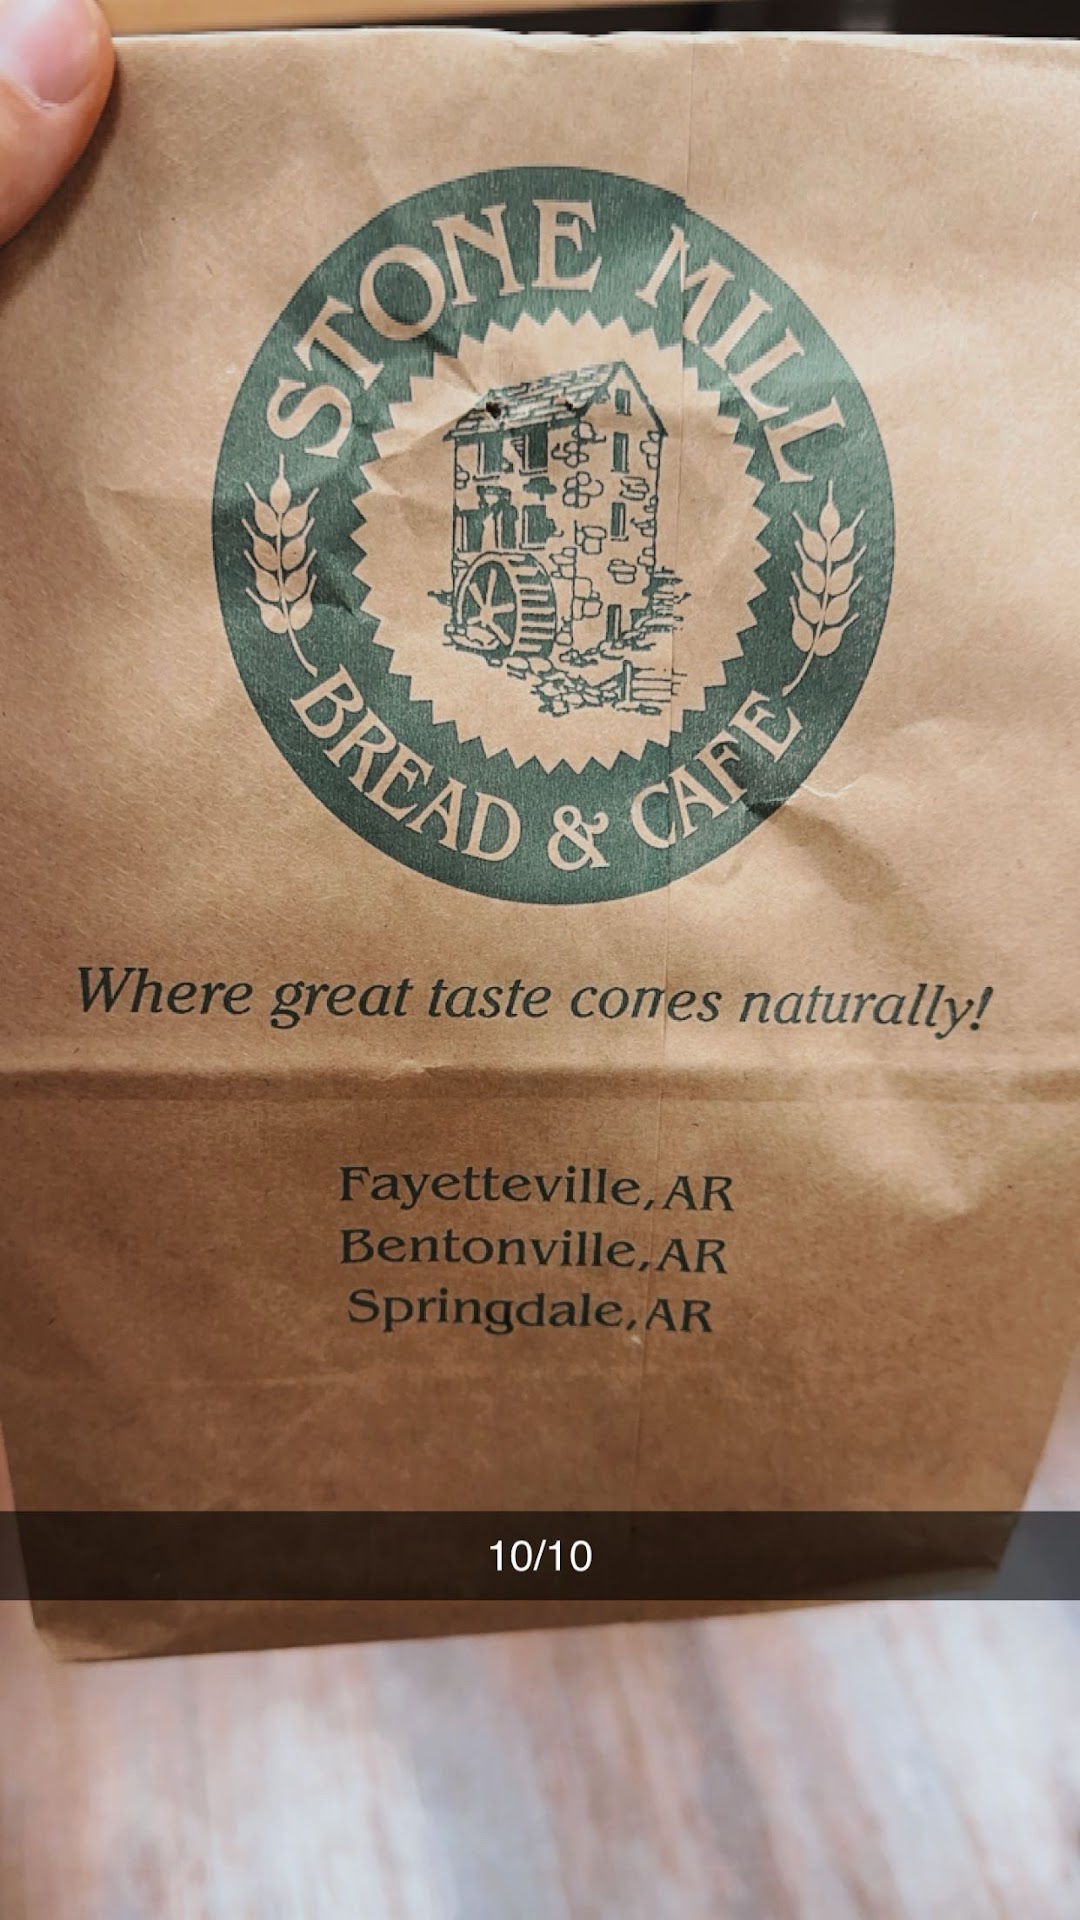 STONE MILL
BREAD & CAFE
Where great taste comes naturally!
Fayetteville, AR
Bentonville, AR
Springdale, AR
10/10